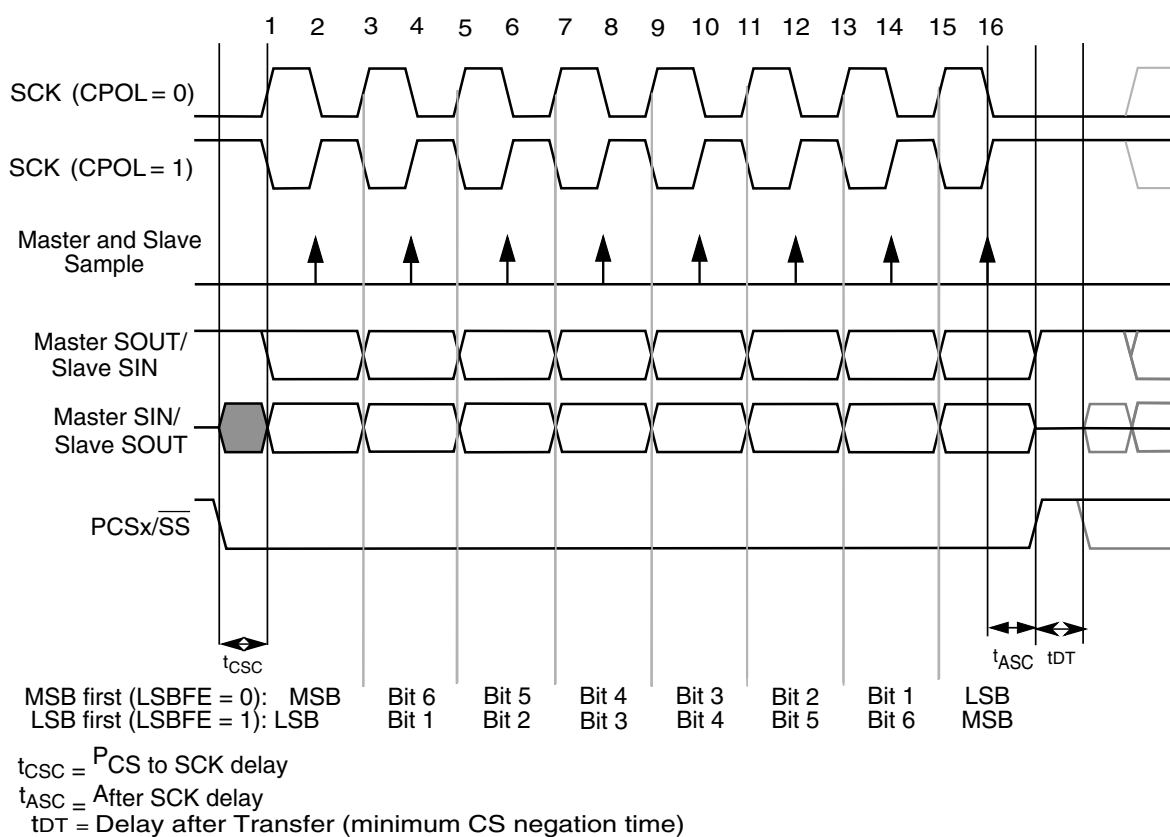 1 2 3 4 5 6 7 8 9 10 11 12 13 14 15 16
SCK (CPOL = 0)
SCK (CPOL = 1)
Master and Slave
Sample
Master SOUT/
Slave SIN
Master SIN/
Slave SOUT
PCSx/SS
tCSC
tASC
tDT
MSB first (LSBFE = 0): MSB Bit 6 Bit 5 Bit 4 Bit 3 Bit 2 Bit 1 LSB
LSB first (LSBFE = 1): LSB Bit 1 Bit 2 Bit 3 Bit 4 Bit 5 Bit 6 MSB
tCSC = PCS to SCK delay
tASC = After SCK delay
tDT = Delay after Transfer (minimum CS negation time)